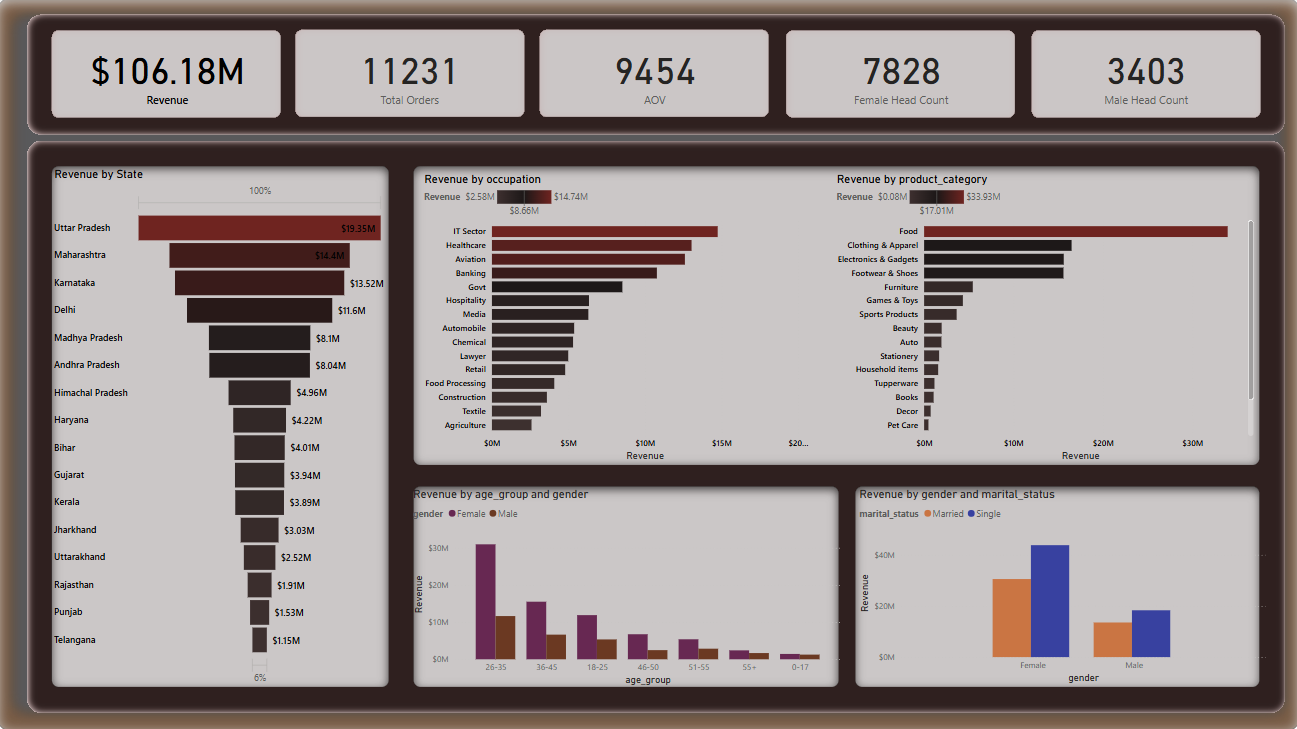 $106.18M
Revenue
11231
Total Orders
9454
AOV
7828
Female Head Count
3403
Male Head Count
Revenue by State
100%
Uttar Pradesh $19.35M
Maharashtra $14.4M
Karnataka $13.52M
Delhi $11.6M
Madhya Pradesh $8.1M
Andhra Pradesh $8.04M
Himachal Pradesh $4.96M
Haryana $4.22M
Bihar $4.01M
Gujarat $3.94M
Kerala $3.89M
Jharkhand $3.03M
Uttarakhand $2.52M
Rajasthan $1.91M
Punjab $1.53M
Telangana $1.15M
6%
Revenue by occupation
Revenue $2.58M $14.74M
$8.66M
IT Sector
Healthcare
Aviation
Banking
Govt
Hospitality
Media
Automobile
Chemical
Lawyer
Retail
Food Processing
Construction
Textile
Agriculture
$0M $5M $10M $15M $20...
Revenue
Revenue by product_category
Revenue $0.08M $33.93M
$17.01M
Food
Clothing & Apparel
Electronics & Gadgets
Footwear & Shoes
Furniture
Games & Toys
Sports Products
Beauty
Auto
Stationery
Household items
Tupperware
Books
Decor
Pet Care
$0M $10M $20M $30M
Revenue
Revenue by age_group and gender
gender Female Male
Revenue
$30M
$20M
$10M
$0M
26-35 36-45 18-25 46-50 51-55 55+ 0-17
age_group
Revenue by gender and marital_status
marital_status Married Single
Revenue
$40M
$20M
$0M
Female Male
gender